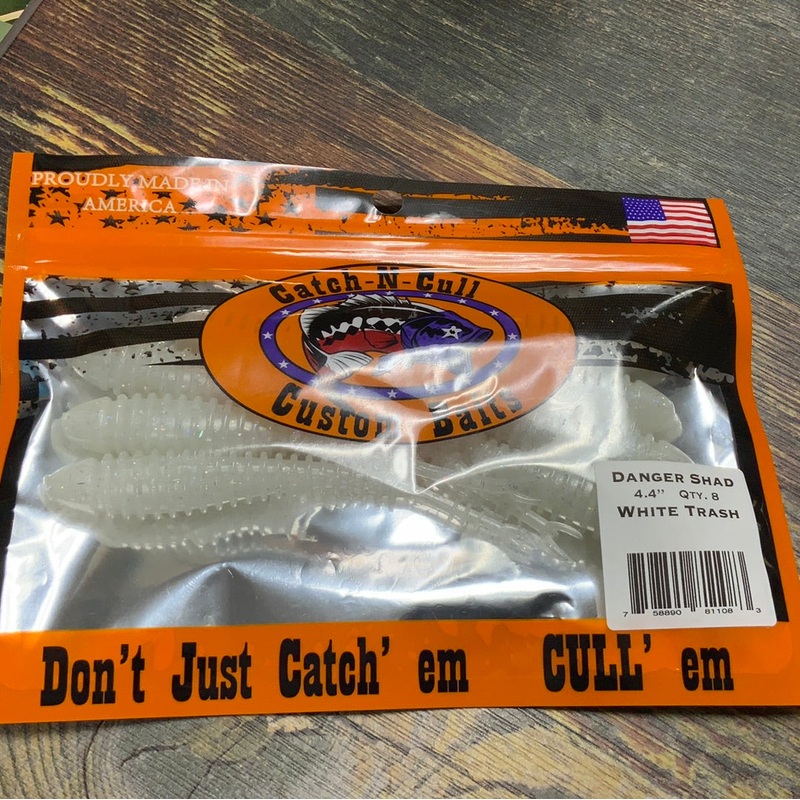 PROUDLY MADE IN
AMERICA
Catch-N-Cull
Custom Baits
DANGER SHAD
4.4" QTY. 8
WHITE TRASH
7 58890 81108 3
Don't Just Catch' em CULL' em